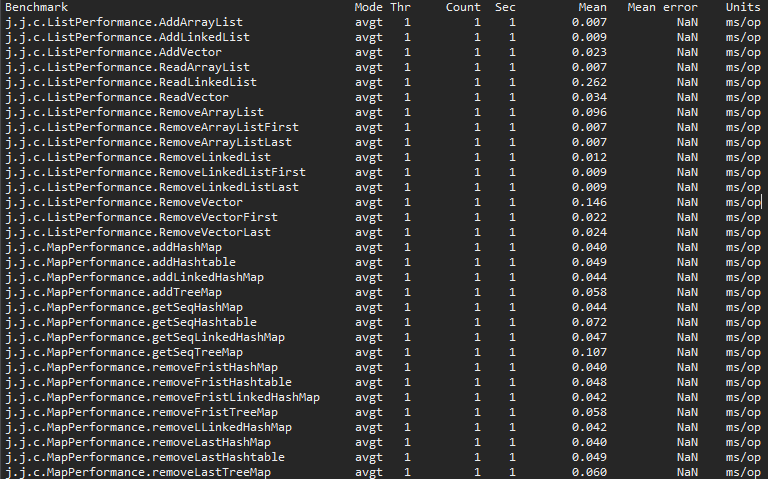 Benchmark Mode Thr Count Sec Mean Mean error Units
j.j.c.ListPerformance.AddArrayList avgt 1 1 1 0.007 NaN ms/op
j.j.c.ListPerformance.AddLinkedList avgt 1 1 1 0.009 NaN ms/op
j.j.c.ListPerformance.AddVector avgt 1 1 1 0.023 NaN ms/op
j.j.c.ListPerformance.ReadArrayList avgt 1 1 1 0.007 NaN ms/op
j.j.c.ListPerformance.ReadLinkedList avgt 1 1 1 0.262 NaN ms/op
j.j.c.ListPerformance.ReadVector avgt 1 1 1 0.034 NaN ms/op
j.j.c.ListPerformance.RemoveArrayList avgt 1 1 1 0.096 NaN ms/op
j.j.c.ListPerformance.RemoveArrayListFirst avgt 1 1 1 0.007 NaN ms/op
j.j.c.ListPerformance.RemoveArrayListLast avgt 1 1 1 0.007 NaN ms/op
j.j.c.ListPerformance.RemoveLinkedList avgt 1 1 1 0.012 NaN ms/op
j.j.c.ListPerformance.RemoveLinkedListFirst avgt 1 1 1 0.009 NaN ms/op
j.j.c.ListPerformance.RemoveLinkedListLast avgt 1 1 1 0.009 NaN ms/op
j.j.c.ListPerformance.RemoveVector avgt 1 1 1 0.146 NaN ms/op
j.j.c.ListPerformance.RemoveVectorFirst avgt 1 1 1 0.022 NaN ms/op
j.j.c.ListPerformance.RemoveVectorLast avgt 1 1 1 0.024 NaN ms/op
j.j.c.MapPerformance.addHashMap avgt 1 1 1 0.040 NaN ms/op
j.j.c.MapPerformance.addHashtable avgt 1 1 1 0.049 NaN ms/op
j.j.c.MapPerformance.addLinkedHashMap avgt 1 1 1 0.044 NaN ms/op
j.j.c.MapPerformance.addTreeMap avgt 1 1 1 0.058 NaN ms/op
j.j.c.MapPerformance.getSeqHashMap avgt 1 1 1 0.044 NaN ms/op
j.j.c.MapPerformance.getSeqHashtable avgt 1 1 1 0.072 NaN ms/op
j.j.c.MapPerformance.getSeqLinkedHashMap avgt 1 1 1 0.047 NaN ms/op
j.j.c.MapPerformance.getSeqTreeMap avgt 1 1 1 0.107 NaN ms/op
j.j.c.MapPerformance.removeFristHashMap avgt 1 1 1 0.040 NaN ms/op
j.j.c.MapPerformance.removeFristHashtable avgt 1 1 1 0.048 NaN ms/op
j.j.c.MapPerformance.removeFristLinkedHashMap avgt 1 1 1 0.042 NaN ms/op
j.j.c.MapPerformance.removeFristTreeMap avgt 1 1 1 0.058 NaN ms/op
j.j.c.MapPerformance.removeLLinkedHashMap avgt 1 1 1 0.042 NaN ms/op
j.j.c.MapPerformance.removeLastHashMap avgt 1 1 1 0.040 NaN ms/op
j.j.c.MapPerformance.removeLastHashtable avgt 1 1 1 0.049 NaN ms/op
j.j.c.MapPerformance.removeLastTreeMap avgt 1 1 1 0.060 NaN ms/op